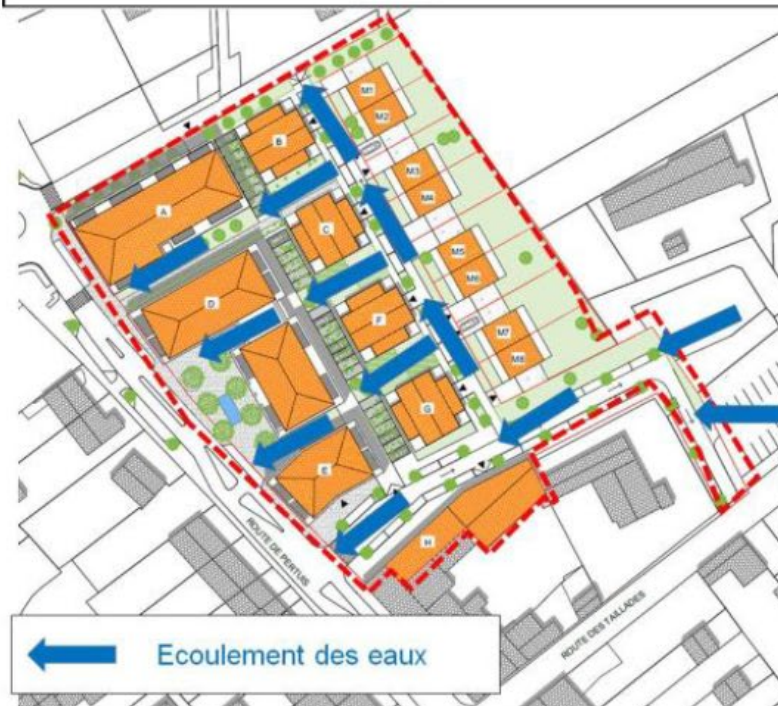 M1
M2
B
M3
M4
A
C
M5
M6
D
F
M7
M8
G
E
H
ROUTE DE PERTUIS
ROUTE DES TAILLADES
Ecoulement des eaux